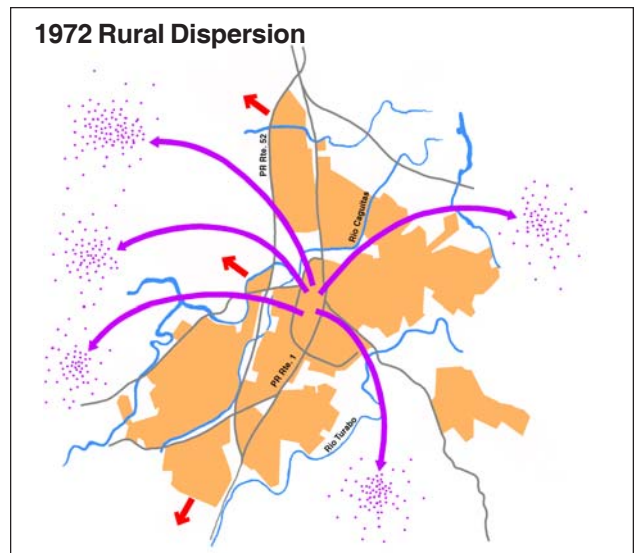 1972 Rural Dispersion
PR Rte. 52
Rio Caguitas
PR Rte. 1
Rio Turabo